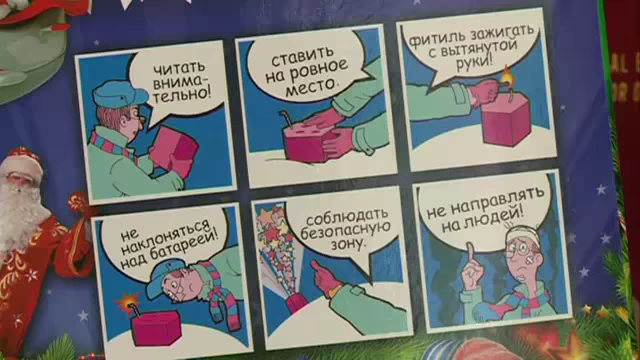 читать
внима-
тельно!
ставить
на ровное
место.
фитиль зажигать
с вытянутой
руки!
не
наклоняться
над батареей!
соблюдать
безопасную
зону.
не направлять
на людей!